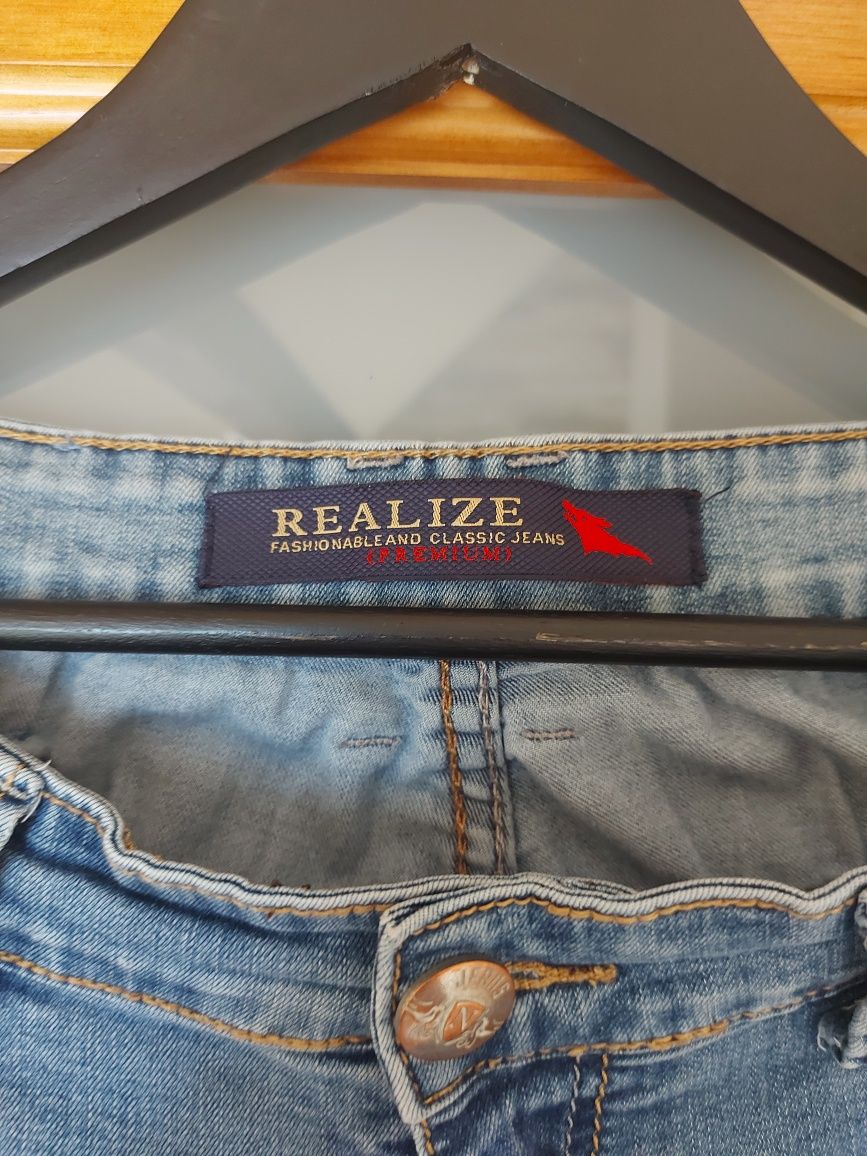 REALIZE
FASHIONABLEAND CLASSIC JEANS
(PREMIUM)